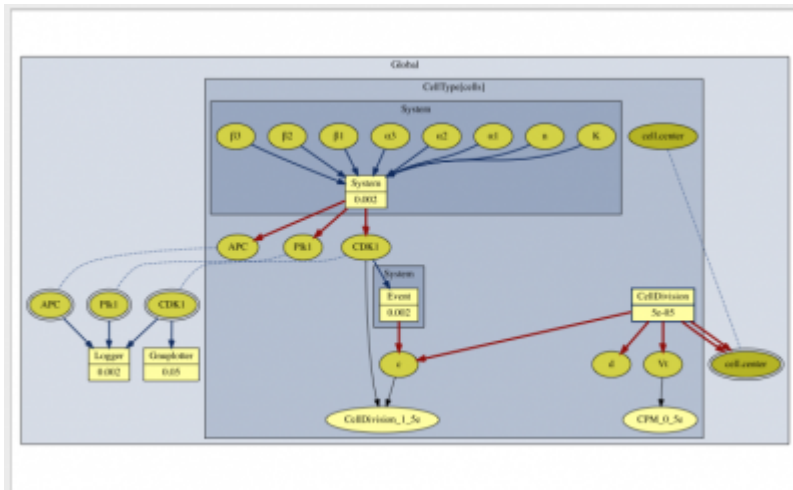 Global
CellType[cells]
System
β3
β2
β1
α3
α2
α1
n
K
cell.center
System
0.002
APC
Plk1
CDK1
System
Event
0.002
CellDivision
5e-05
APC
Plk1
CDK1
Logger
0.002
Gnuplotter
0.05
c
d
Vt
cell.center
CellDivision_1_5e
CPM_0_5e